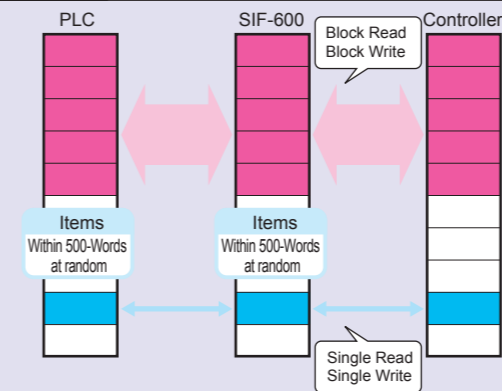 PLC
SIF-600
Controller
Block Read
Block Write
Items
Within 500-Words
at random
Items
Within 500-Words
at random
Single Read
Single Write